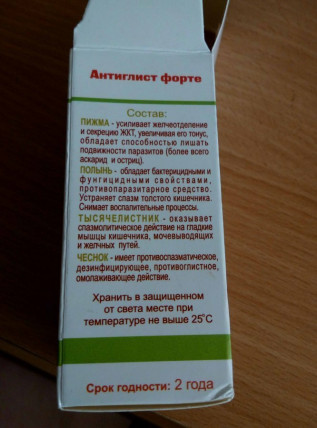 Антиглист форте
Состав:
ПИЖМА - усиливает желчеотделение
и секрецию ЖКТ, увеличивая его тонус,
обладает способностью лишать
подвижности паразитов (более всего
аскарид и остриц).
ПОЛЫНЬ - обладает бактерицидными и
фунгицидными свойствами,
противопаразитарное средство.
Устраняет спазм толстого кишечника.
Снимает воспалительные процессы.
ТЫСЯЧЕЛИСТНИК - оказывает
спазмолитическое действие на гладкие
мышцы кишечника, мочевыводящих
и желчных путей.
ЧЕСНОК - имеет противоспазматическое,
дезинфицирующее, противоглистное,
омолаживающее действие.
Хранить в защищенном
от света месте при
температуре не выше 25°С
Срок годности: 2 года